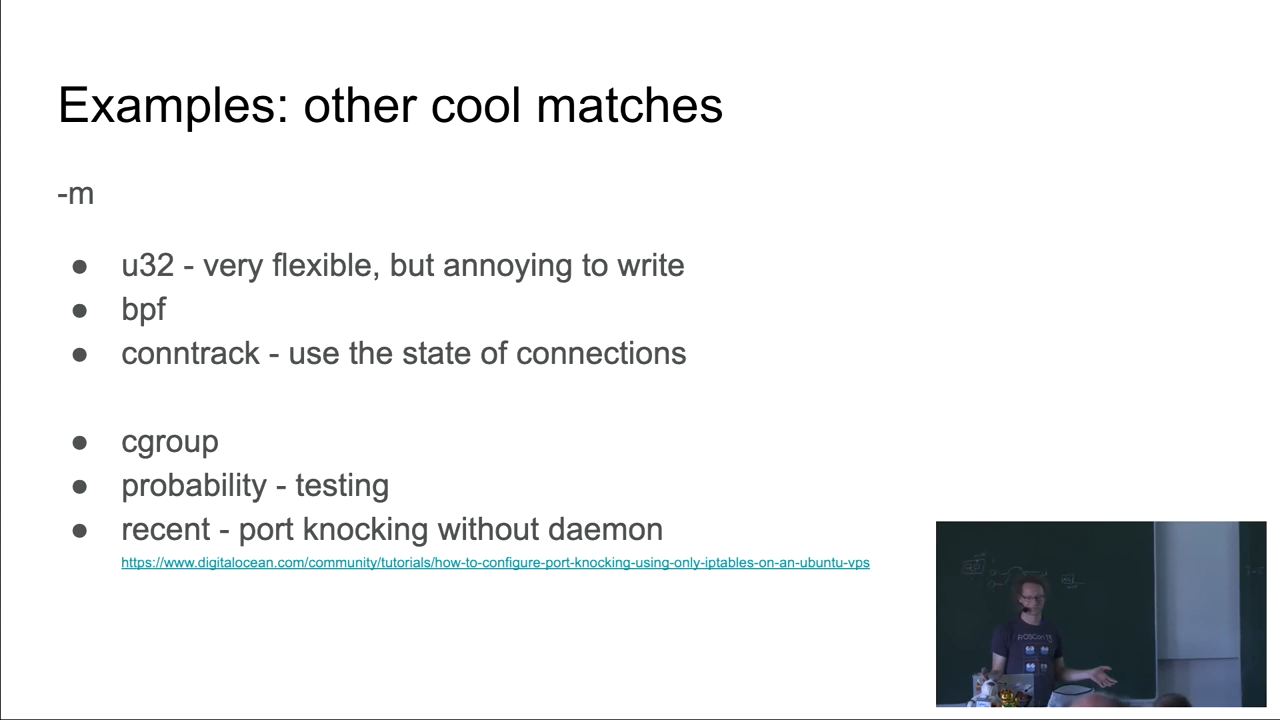 Examples: other cool matches
-m
● u32 - very flexible, but annoying to write
● bpf
● conntrack - use the state of connections
● cgroup
● probability - testing
● recent - port knocking without daemon
https://www.digitalocean.com/community/tutorials/how-to-configure-port-knocking-using-only-iptables-on-an-ubuntu-vps